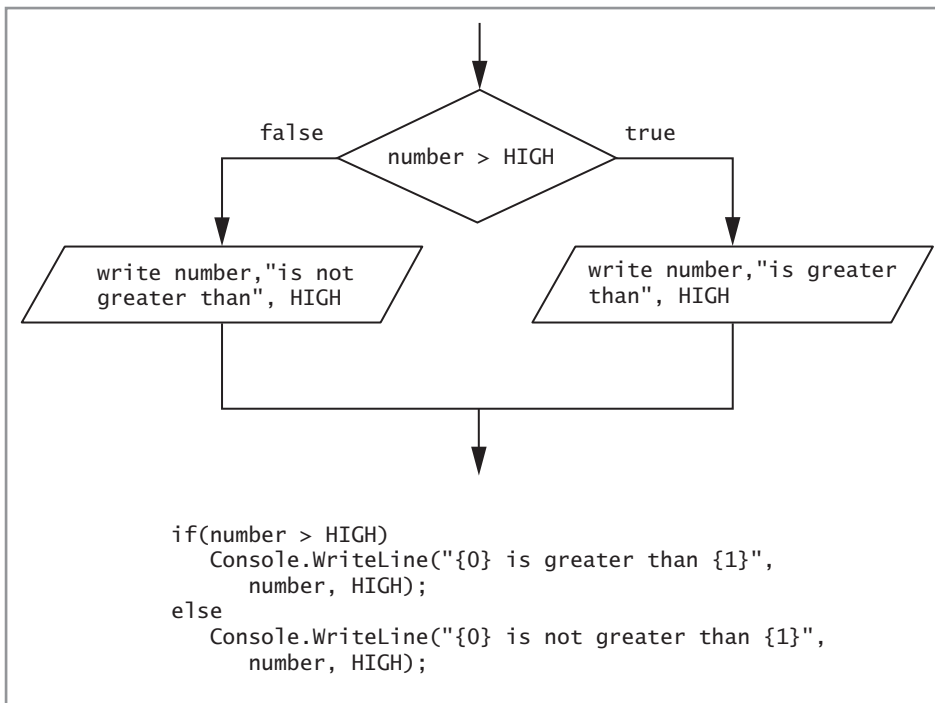 false
true
number > HIGH
write number,"is not
greater than", HIGH
write number,"is greater
than", HIGH
if(number > HIGH)
   Console.WriteLine("{0} is greater than {1}",
      number, HIGH);
else
   Console.WriteLine("{0} is not greater than {1}",
      number, HIGH);